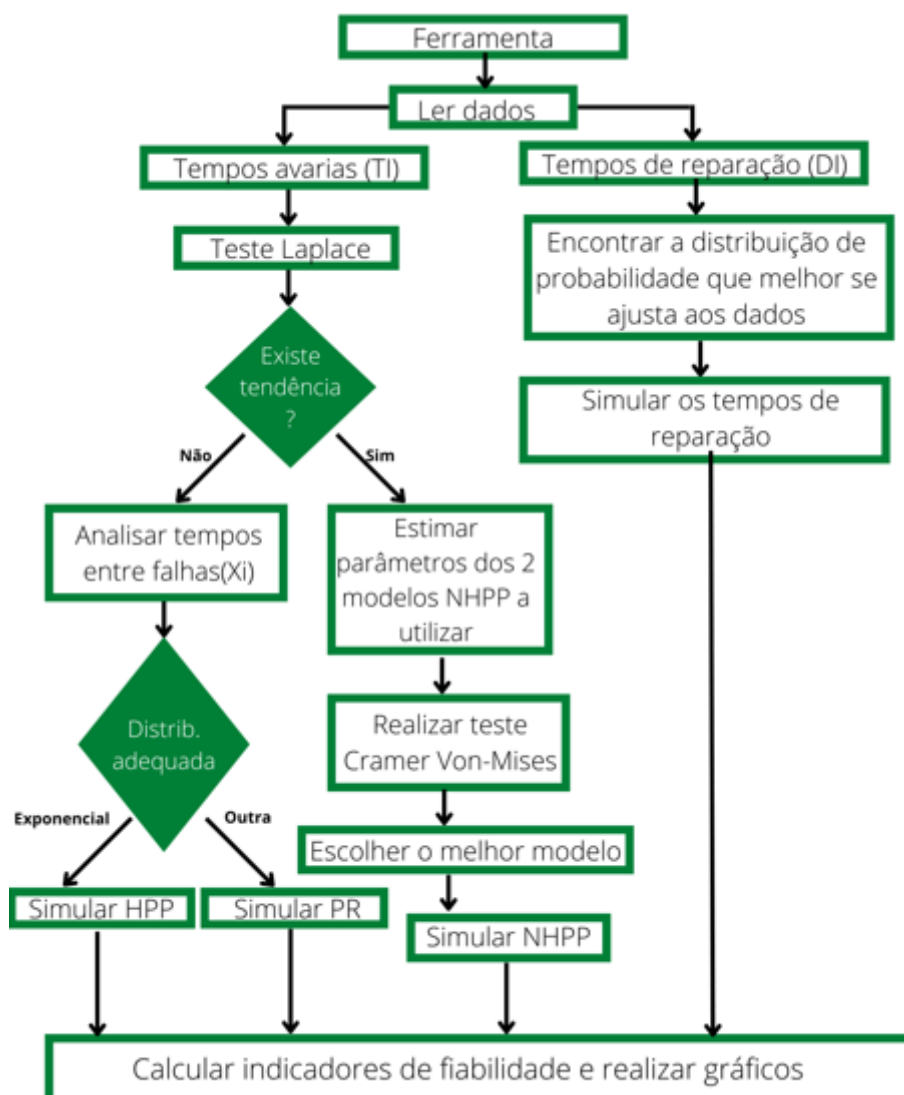 Ferramenta
Ler dados
Tempos avarias (TI)
Tempos de reparação (DI)
Teste Laplace
Encontrar a distribuição de
probabilidade que melhor se
ajusta aos dados
Existe
tendência
?
Simular os tempos de
reparação
Não
Sim
Analisar tempos
entre falhas(Xi)
Estimar
parâmetros dos 2
modelos NHPP a
utilizar
Distrib.
adequada
Realizar teste
Cramer Von-Mises
Exponencial
Outra
Escolher o melhor modelo
Simular HPP
Simular PR
Simular NHPP
Calcular indicadores de fiabilidade e realizar gráficos